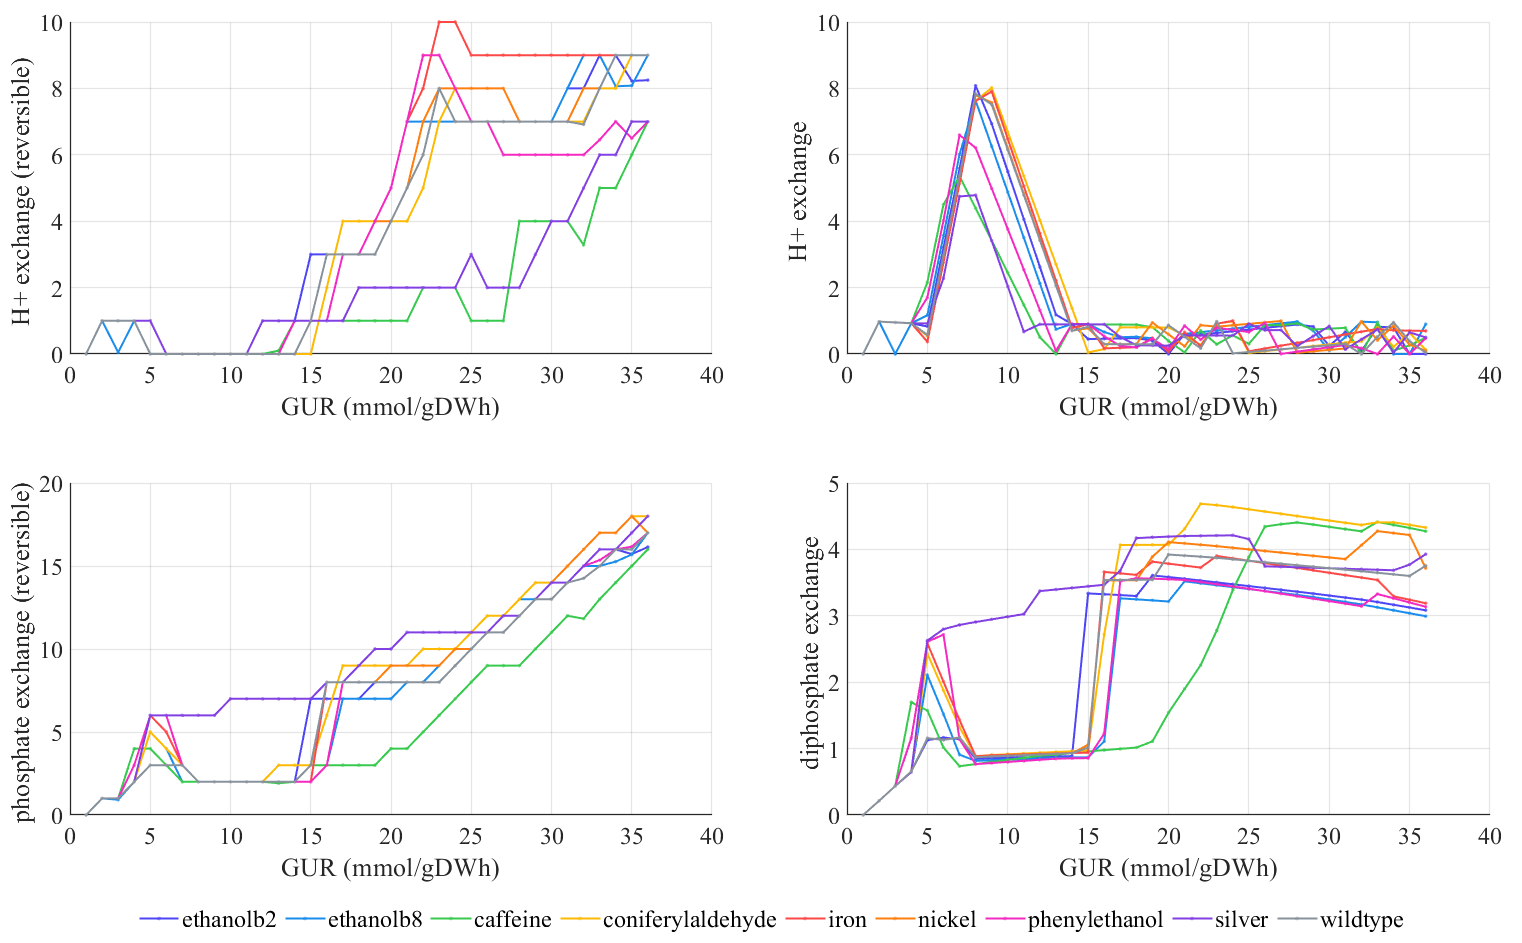 H+ exchange (reversible)
10
8
6
4
2
0
0 5 10 15 20 25 30 35 40
GUR (mmol/gDWh)
H+ exchange
10
8
6
4
2
0
0 5 10 15 20 25 30 35 40
GUR (mmol/gDWh)
phosphate exchange (reversible)
20
15
10
5
0
0 5 10 15 20 25 30 35 40
GUR (mmol/gDWh)
diphosphate exchange
5
4
3
2
1
0
0 5 10 15 20 25 30 35 40
GUR (mmol/gDWh)
ethanolb2 ethanolb8 caffeine coniferylaldehyde iron nickel phenylethanol silver wildtype